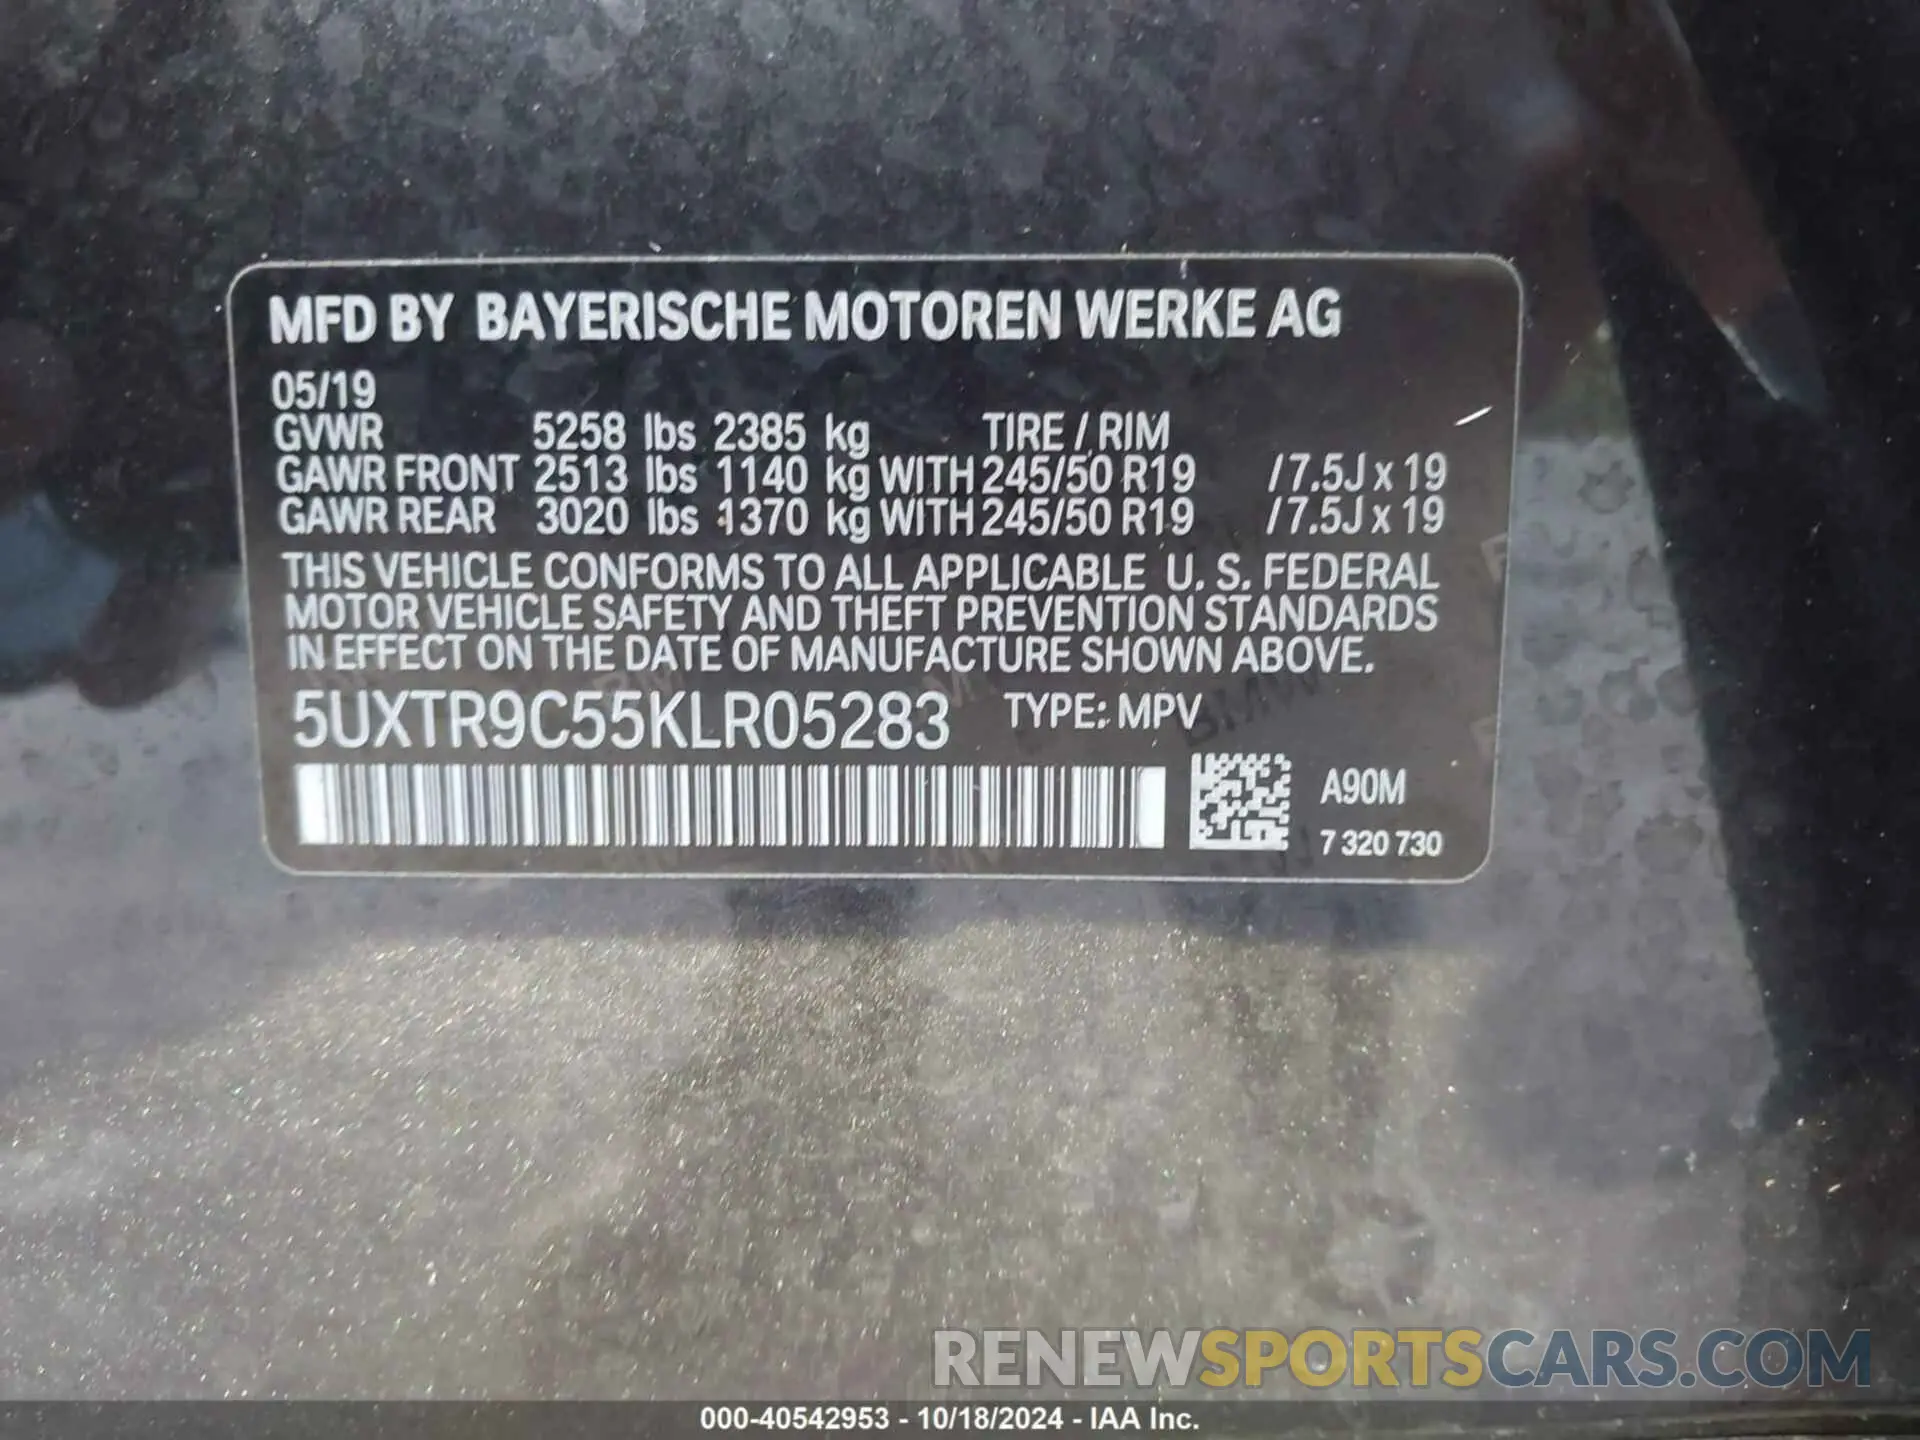 MFD BY BAYERISCHE MOTOREN WERKE AG
05/19
GVWR 5258 lbs 2385 kg TIRE / RIM
GAWR FRONT 2513 lbs 1140 kg WITH 245/50 R19 /7.5J x 19
GAWR REAR 3020 lbs 1370 kg WITH 245/50 R19 /7.5J x 19
THIS VEHICLE CONFORMS TO ALL APPLICABLE U. S. FEDERAL
MOTOR VEHICLE SAFETY AND THEFT PREVENTION STANDARDS
IN EFFECT ON THE DATE OF MANUFACTURE SHOWN ABOVE.
5UXTR9C55KLR05283 TYPE: MPV
A90M
7 320 730
RENEWSPORTSCARS.COM
000-40542953 - 10/18/2024 - IAA Inc.